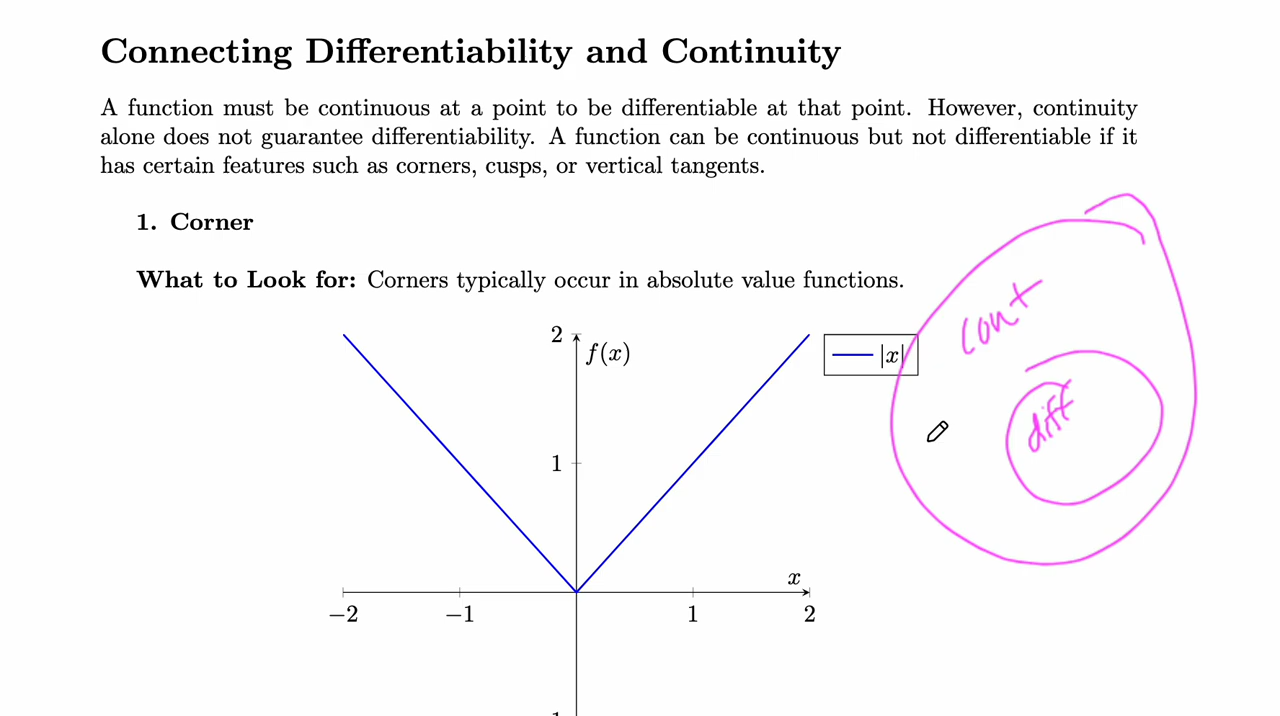 Connecting Differentiability and Continuity
A function must be continuous at a point to be differentiable at that point. However, continuity
alone does not guarantee differentiability. A function can be continuous but not differentiable if it
has certain features such as corners, cusps, or vertical tangents.
1. Corner
What to Look for: Corners typically occur in absolute value functions.
cont
2
f(x)
|x|
diff
1
x
−2
−1
1
2